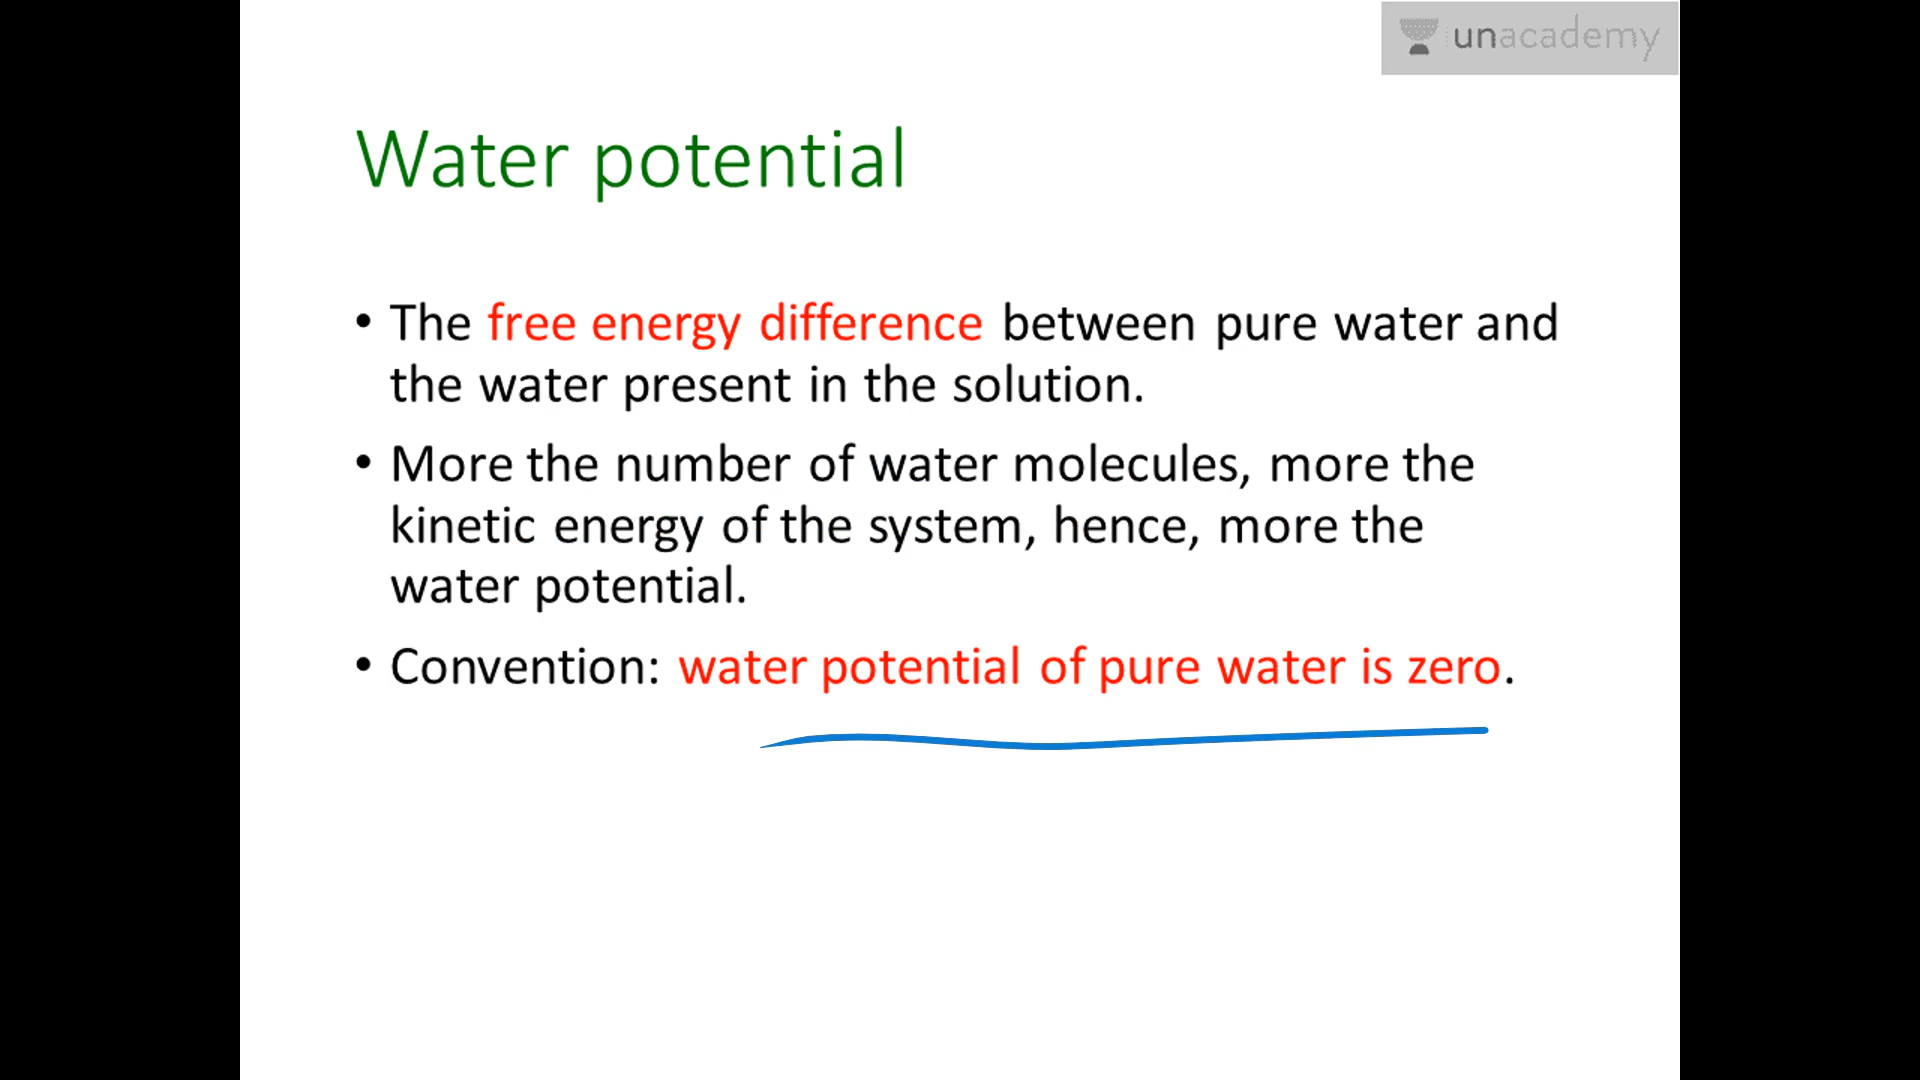 unacademy
Water potential
• The free energy difference between pure water and
the water present in the solution.
• More the number of water molecules, more the
kinetic energy of the system, hence, more the
water potential.
• Convention: water potential of pure water is zero.